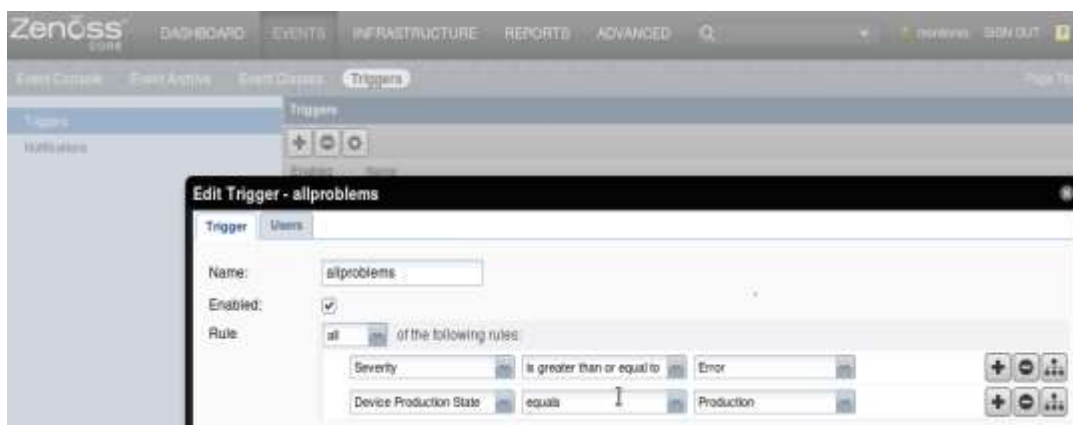 Zenoss
CORE
DASHBOARD EVENTS INFRASTRUCTURE REPORTS ADVANCED SIGN OUT
Event Console Event Archive Event Classes Triggers
Triggers
Triggers
Notifications
Enabled Name
Edit Trigger - allproblems
Trigger Users
Name: allproblems
Enabled:
Rule all of the following rules:
Severity is greater than or equal to Error
Device Production State equals Production